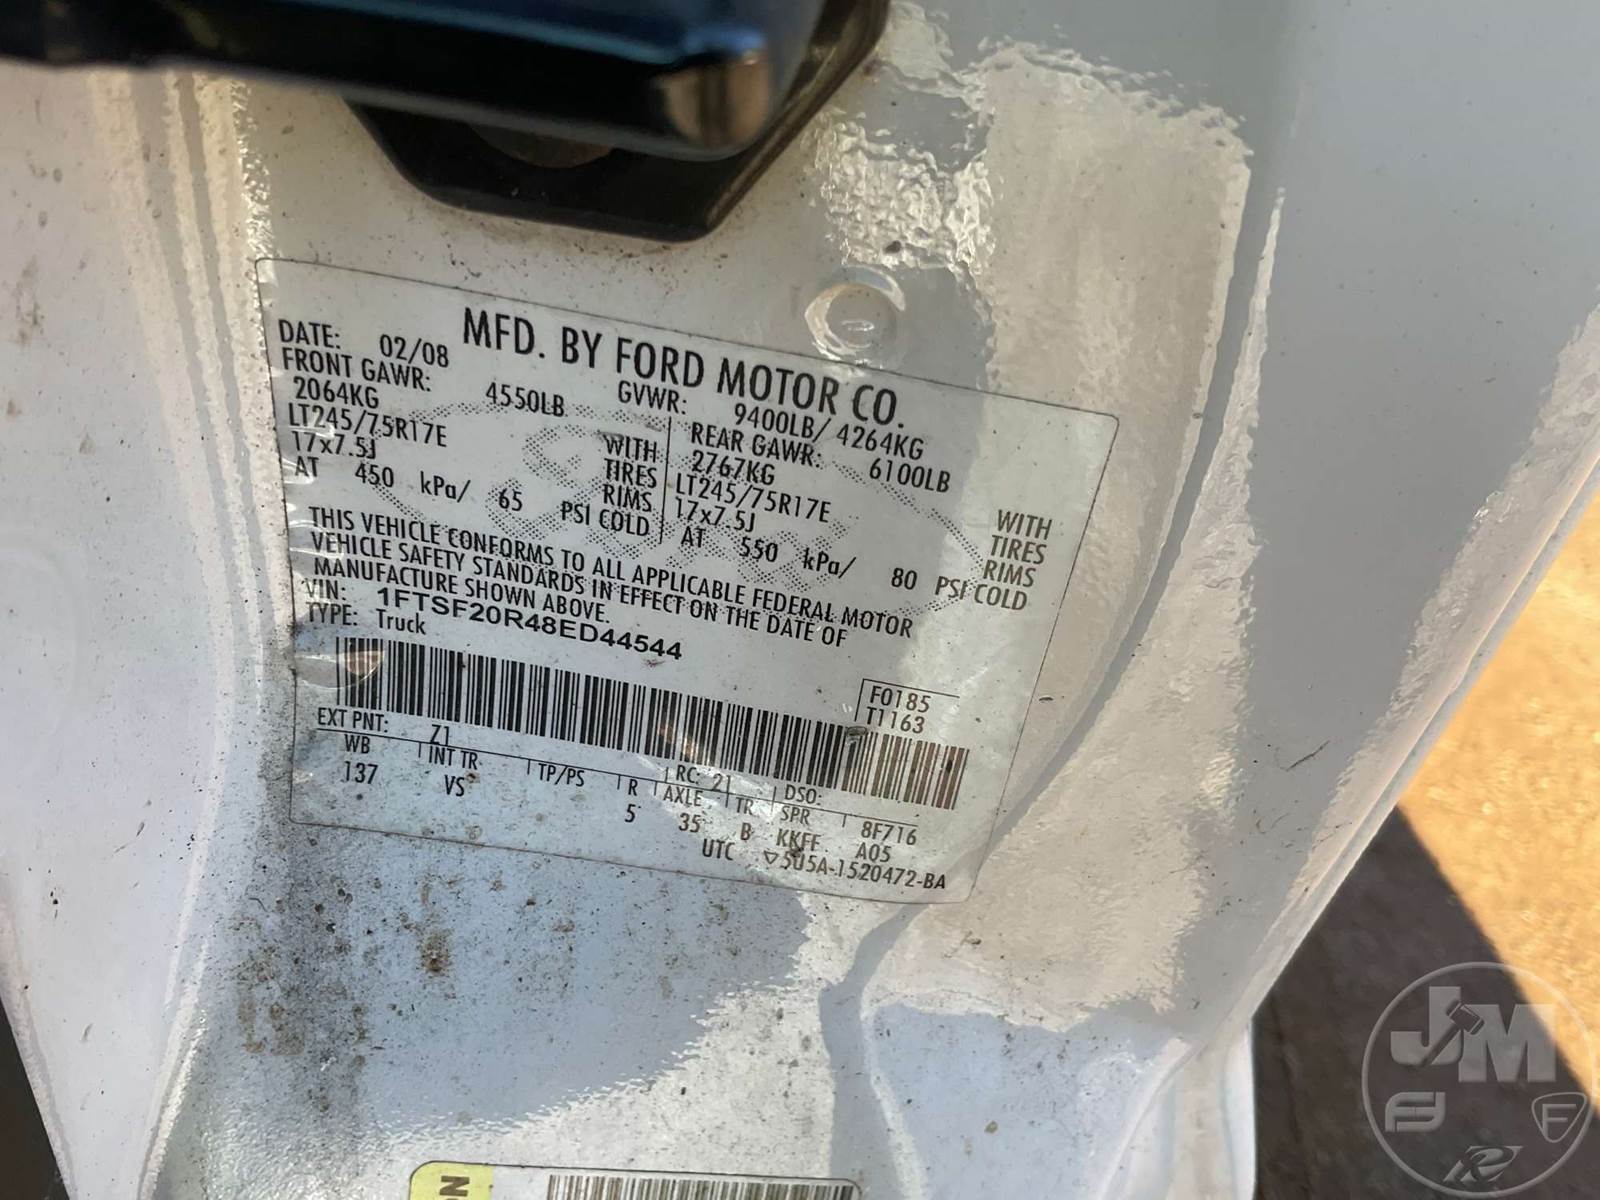 MFD. BY FORD MOTOR CO.
DATE: 02/08 GVWR: 9400LB/ 4264KG
FRONT GAWR: 4550LB REAR GAWR: 6100LB
2064KG WITH 2767KG WITH
LT245/75R17E TIRES LT245/75R17E TIRES
17x7.5J RIMS 17x7.5J RIMS
AT 450 kPa/ 65 PSI COLD AT 550 kPa/ 80 PSI COLD
THIS VEHICLE CONFORMS TO ALL APPLICABLE FEDERAL MOTOR
VEHICLE SAFETY STANDARDS IN EFFECT ON THE DATE OF
MANUFACTURE SHOWN ABOVE.
VIN: 1FTSF20R48ED44544
TYPE: Truck
F0185
T1163
EXT PNT: Z1 RC: 21 DSO: 8F716
WB INT TR TP/PS R AXLE TR SPR A05
137 VS 5 35 B KKFF
UTC ▽5U5A-1520472-BA
ON
JM
F
R